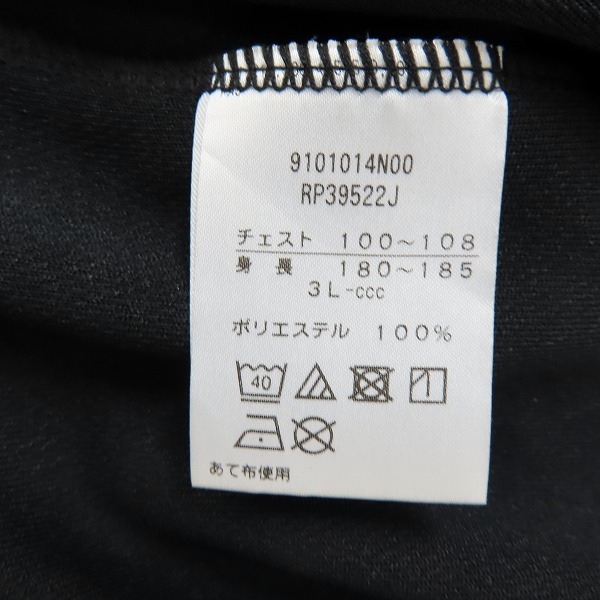 9101014N00
RP39522J
チェスト 100~108
身長 180~185
3L-ccc
ポリエステル 100%
40
あて布使用